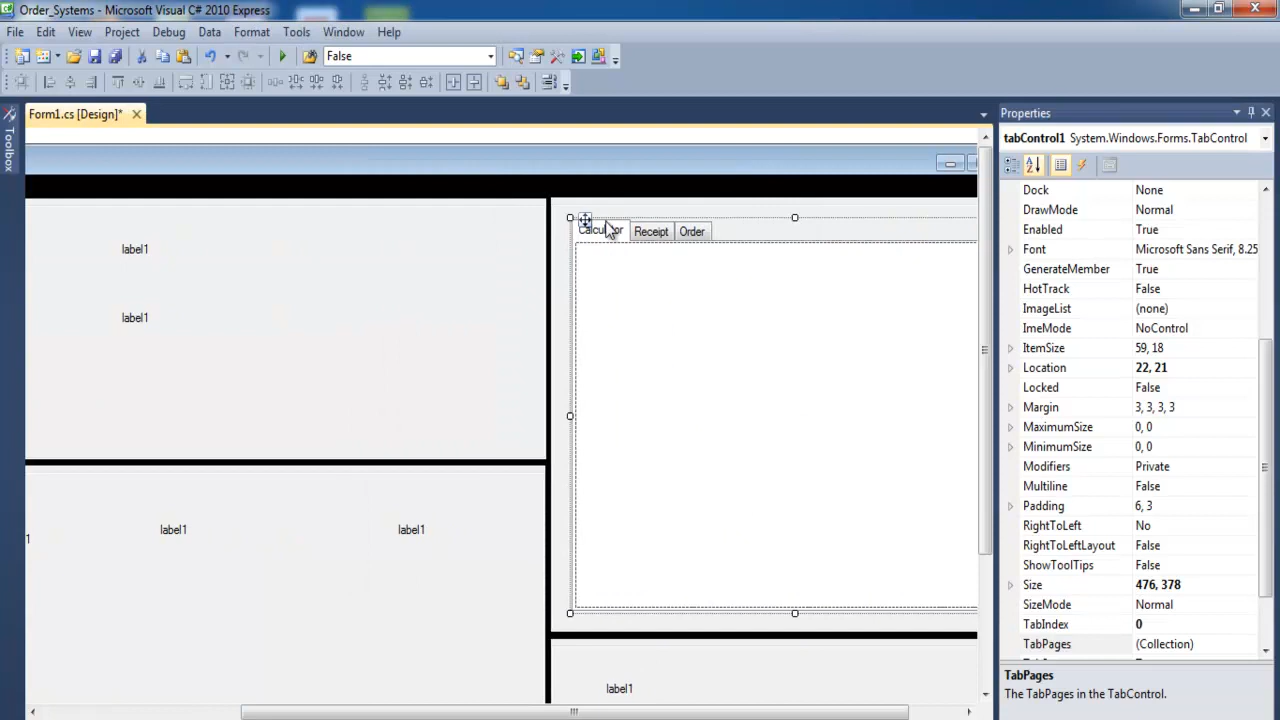 Order_Systems - Microsoft Visual C# 2010 Express
File Edit View Project Debug Data Format Tools Window Help
False
Form1.cs [Design]*
Toolbox
label1
label1
label1
label1
1
Receipt Order
label1
Properties
tabControl1 System.Windows.Forms.TabControl
Dock None
DrawMode Normal
Enabled True
Font Microsoft Sans Serif, 8.25
GenerateMember True
HotTrack False
ImageList (none)
ImeMode NoControl
ItemSize 59, 18
Location 22, 21
Locked False
Margin 3, 3, 3, 3
MaximumSize 0, 0
MinimumSize 0, 0
Modifiers Private
Multiline False
Padding 6, 3
RightToLeft No
RightToLeftLayout False
ShowToolTips False
Size 476, 378
SizeMode Normal
TabIndex 0
TabPages (Collection)
TabPages
The TabPages in the TabControl.